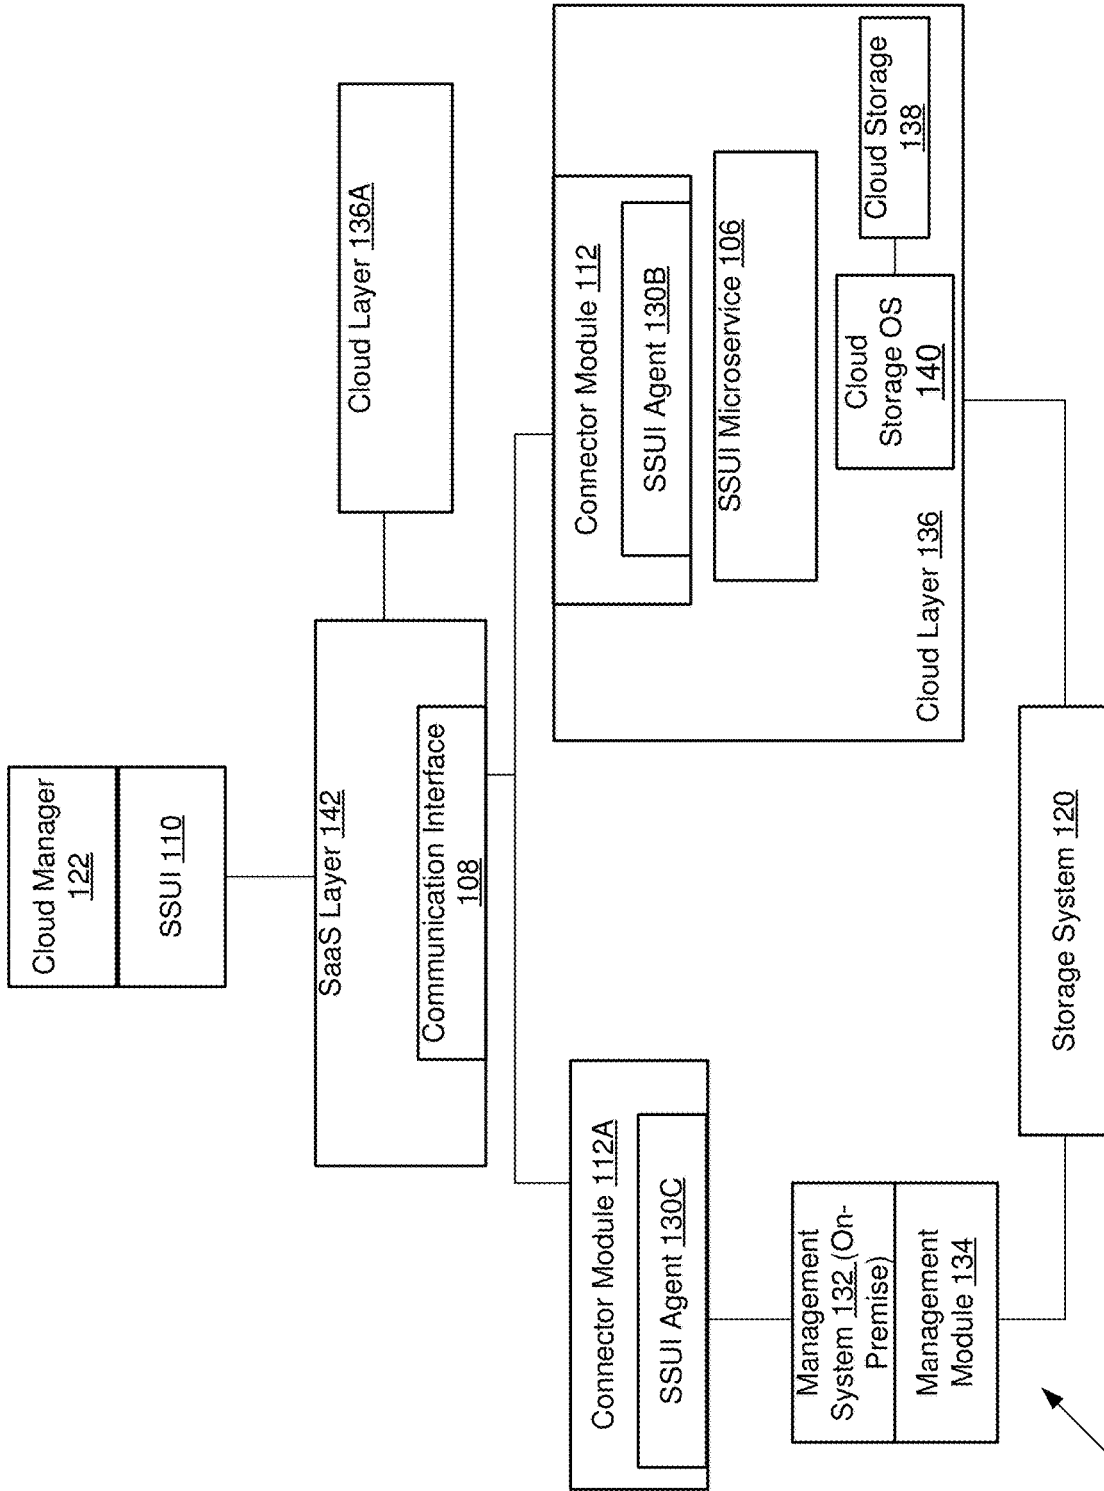 Cloud Manager
122
SSUI 110
SaaS Layer 142
Communication Interface
108
Cloud Layer 136A
Connector Module 112A
SSUI Agent 130C
Management
System 132 (On-
Premise)
Management
Module 134
Connector Module 112
SSUI Agent 130B
SSUI Microservice 106
Cloud
Storage OS
140
Cloud Storage
138
Cloud Layer 136
Storage System 120